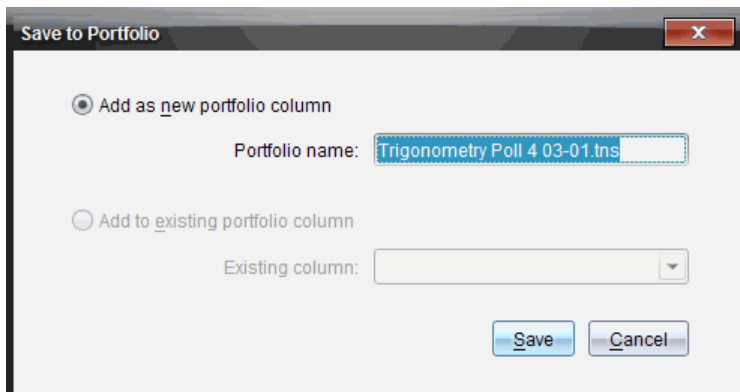 Save to Portfolio
Add as new portfolio column
Portfolio name: Trigonometry Poll 4 03-01.tns
Add to existing portfolio column
Existing column:
Save Cancel